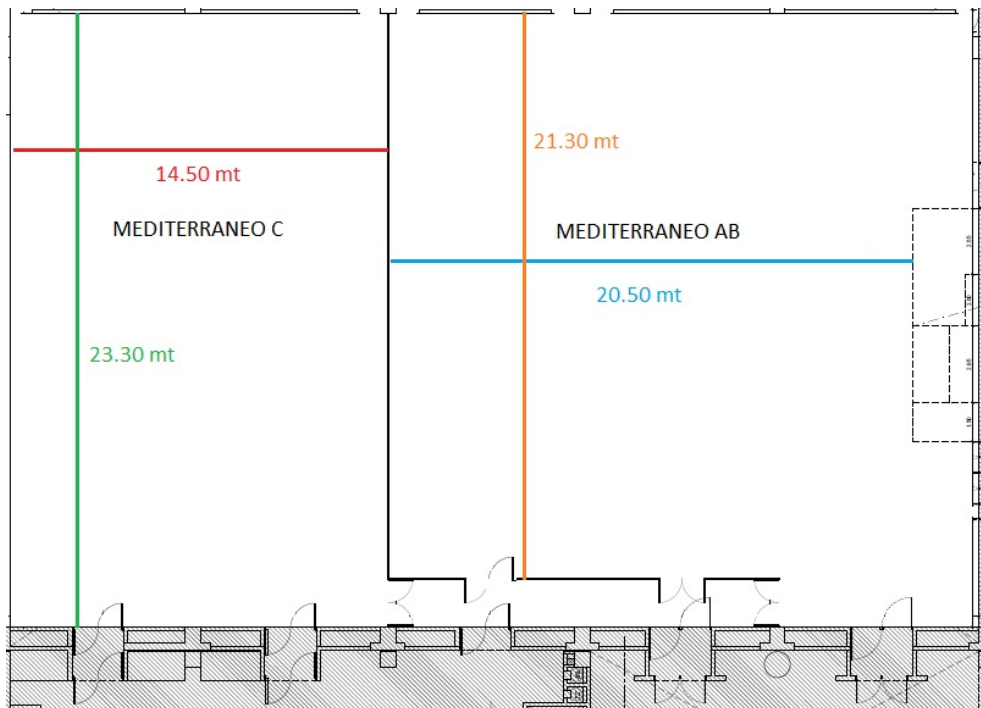 21.30 mt
14.50 mt
MEDITERRANEO C
MEDITERRANEO AB
20.50 mt
23.30 mt